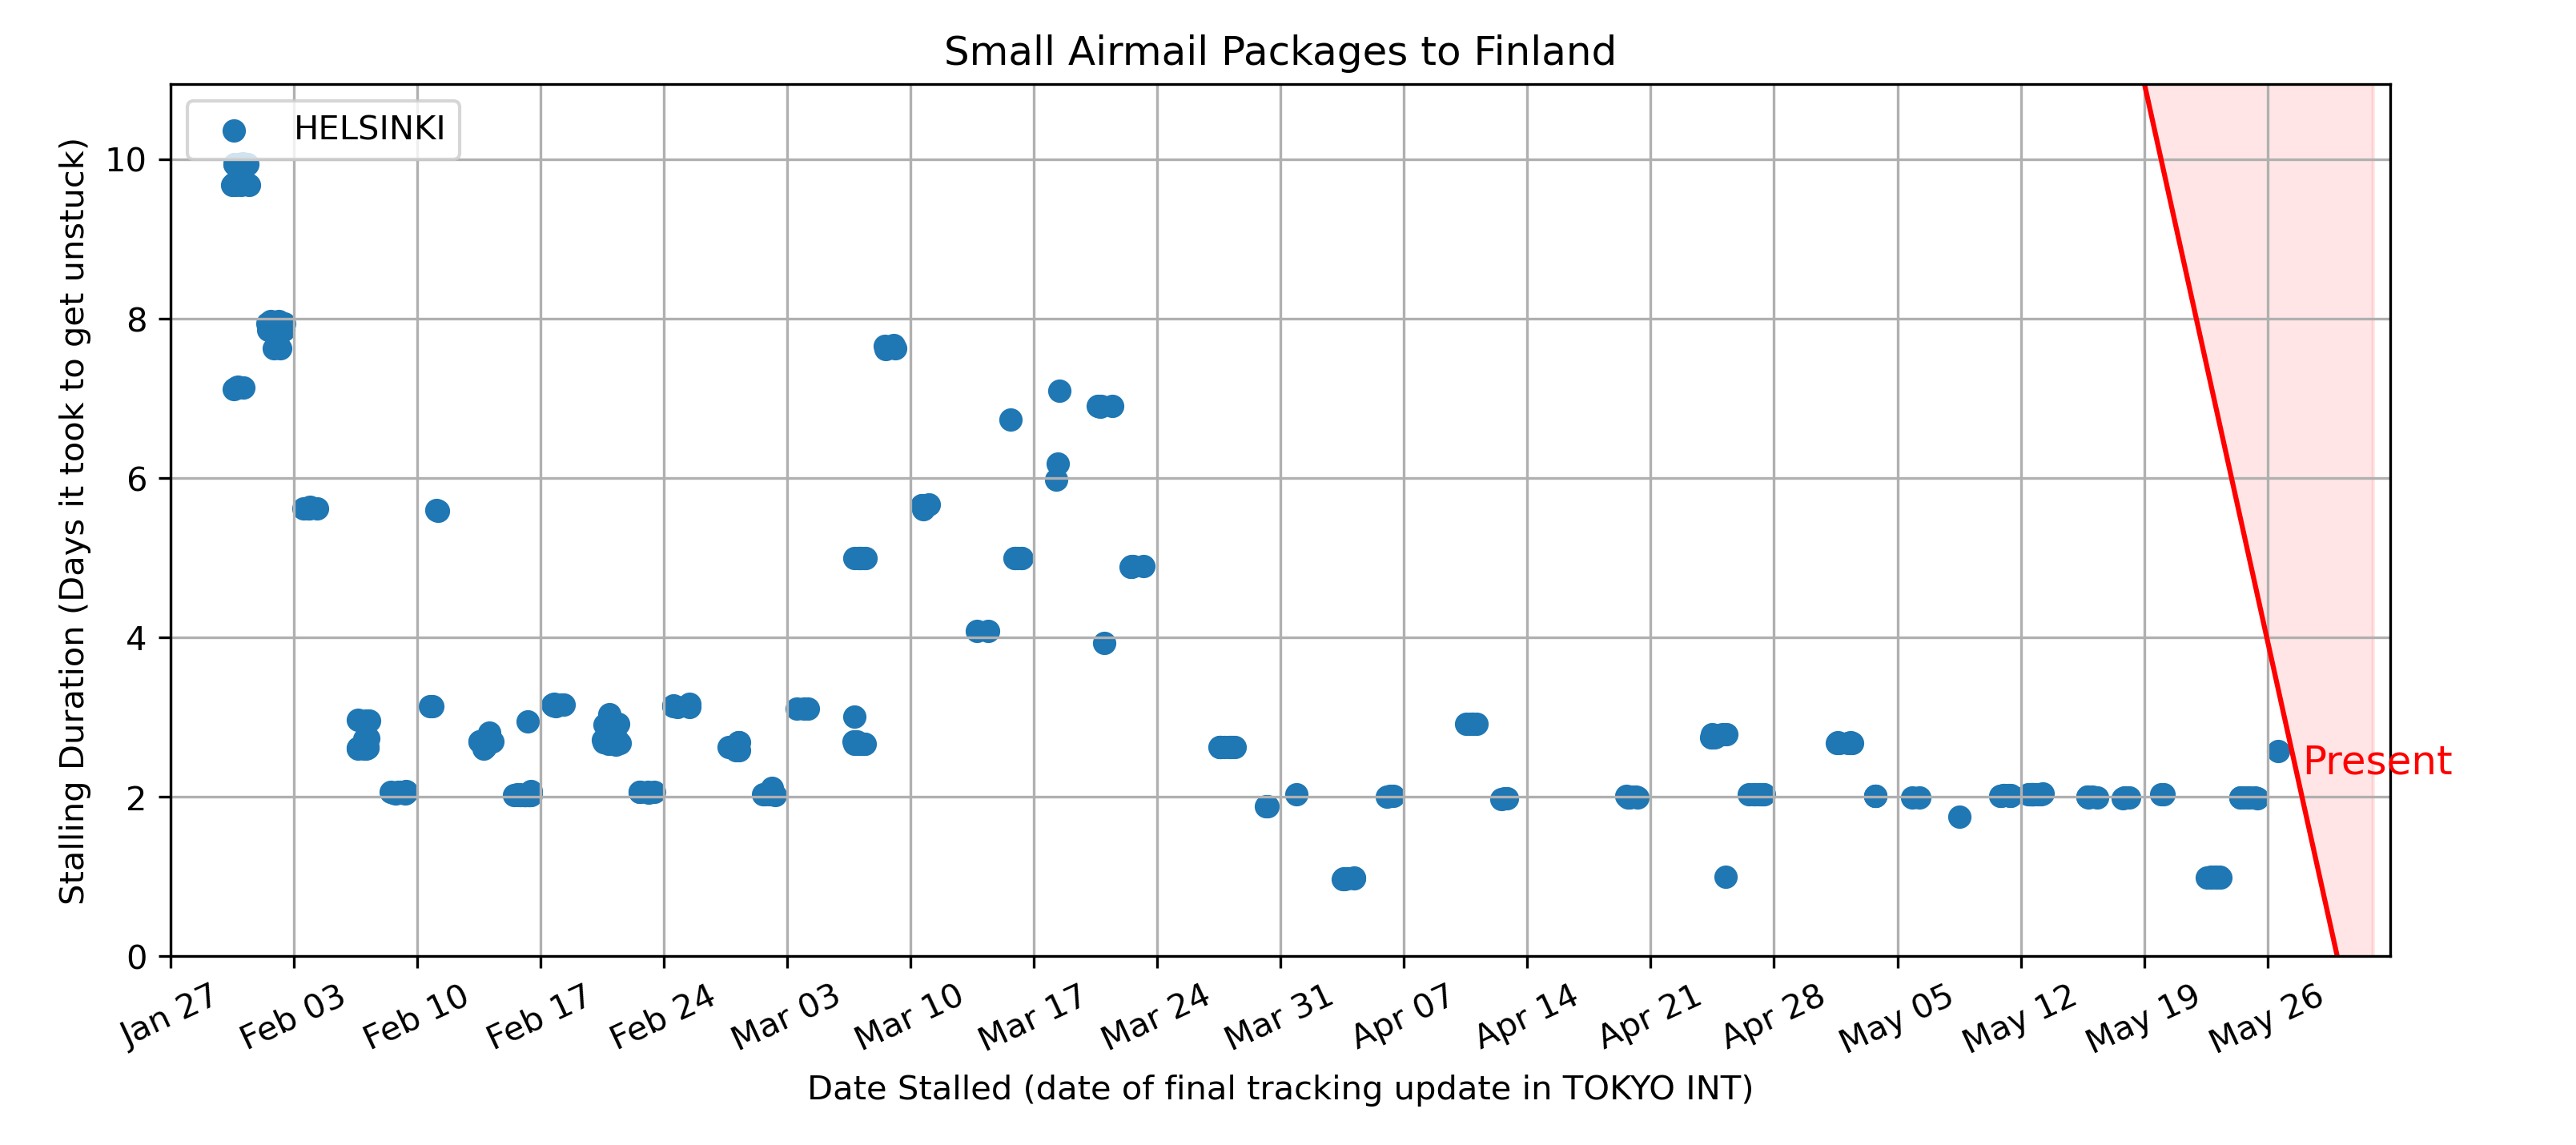 Small Airmail Packages to Finland
HELSINKI
Stalling Duration (Days it took to get unstuck)
10
8
6
4
2
0
Present
Jan 27
Feb 03
Feb 10
Feb 17
Feb 24
Mar 03
Mar 10
Mar 17
Mar 24
Mar 31
Apr 07
Apr 14
Apr 21
Apr 28
May 05
May 12
May 19
May 26
Date Stalled (date of final tracking update in TOKYO INT)